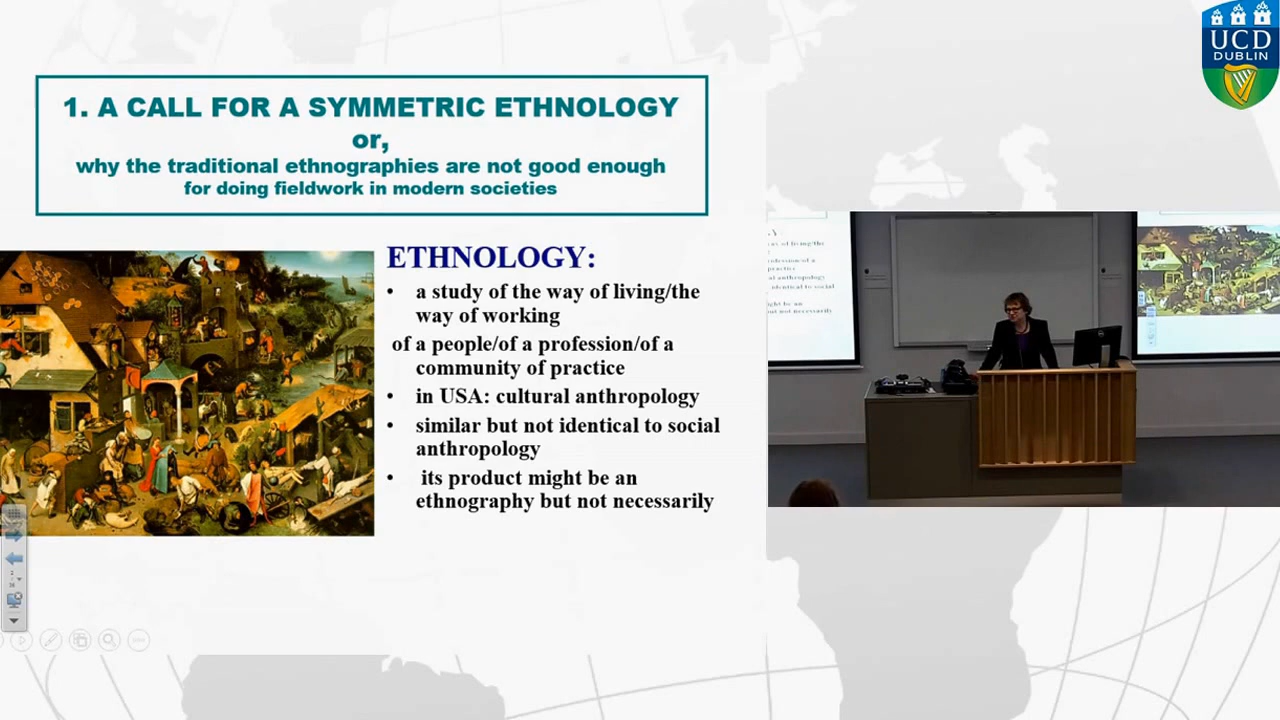 1. A CALL FOR A SYMMETRIC ETHNOLOGY
or,
why the traditional ethnographies are not good enough
for doing fieldwork in modern societies
ETHNOLOGY:
• a study of the way of living/the
way of working
of a people/of a profession/of a
community of practice
• in USA: cultural anthropology
• similar but not identical to social
anthropology
• its product might be an
ethnography but not necessarily
UCD
DUBLIN